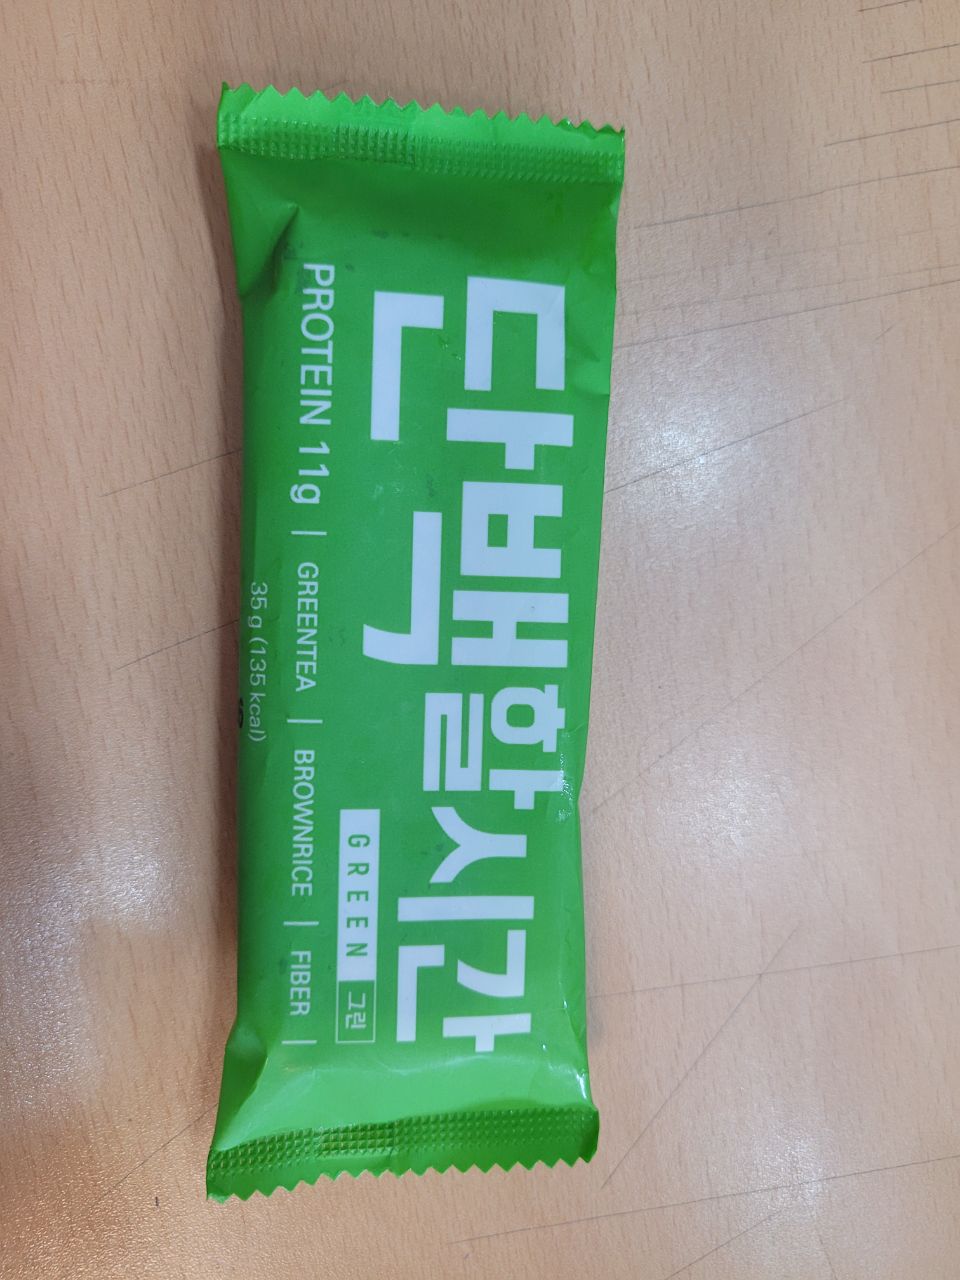 단백할시간
GREEN 그린
PROTEIN 11g | GREENTEA | BROWNRICE | FIBER |
35 g (135 kcal)